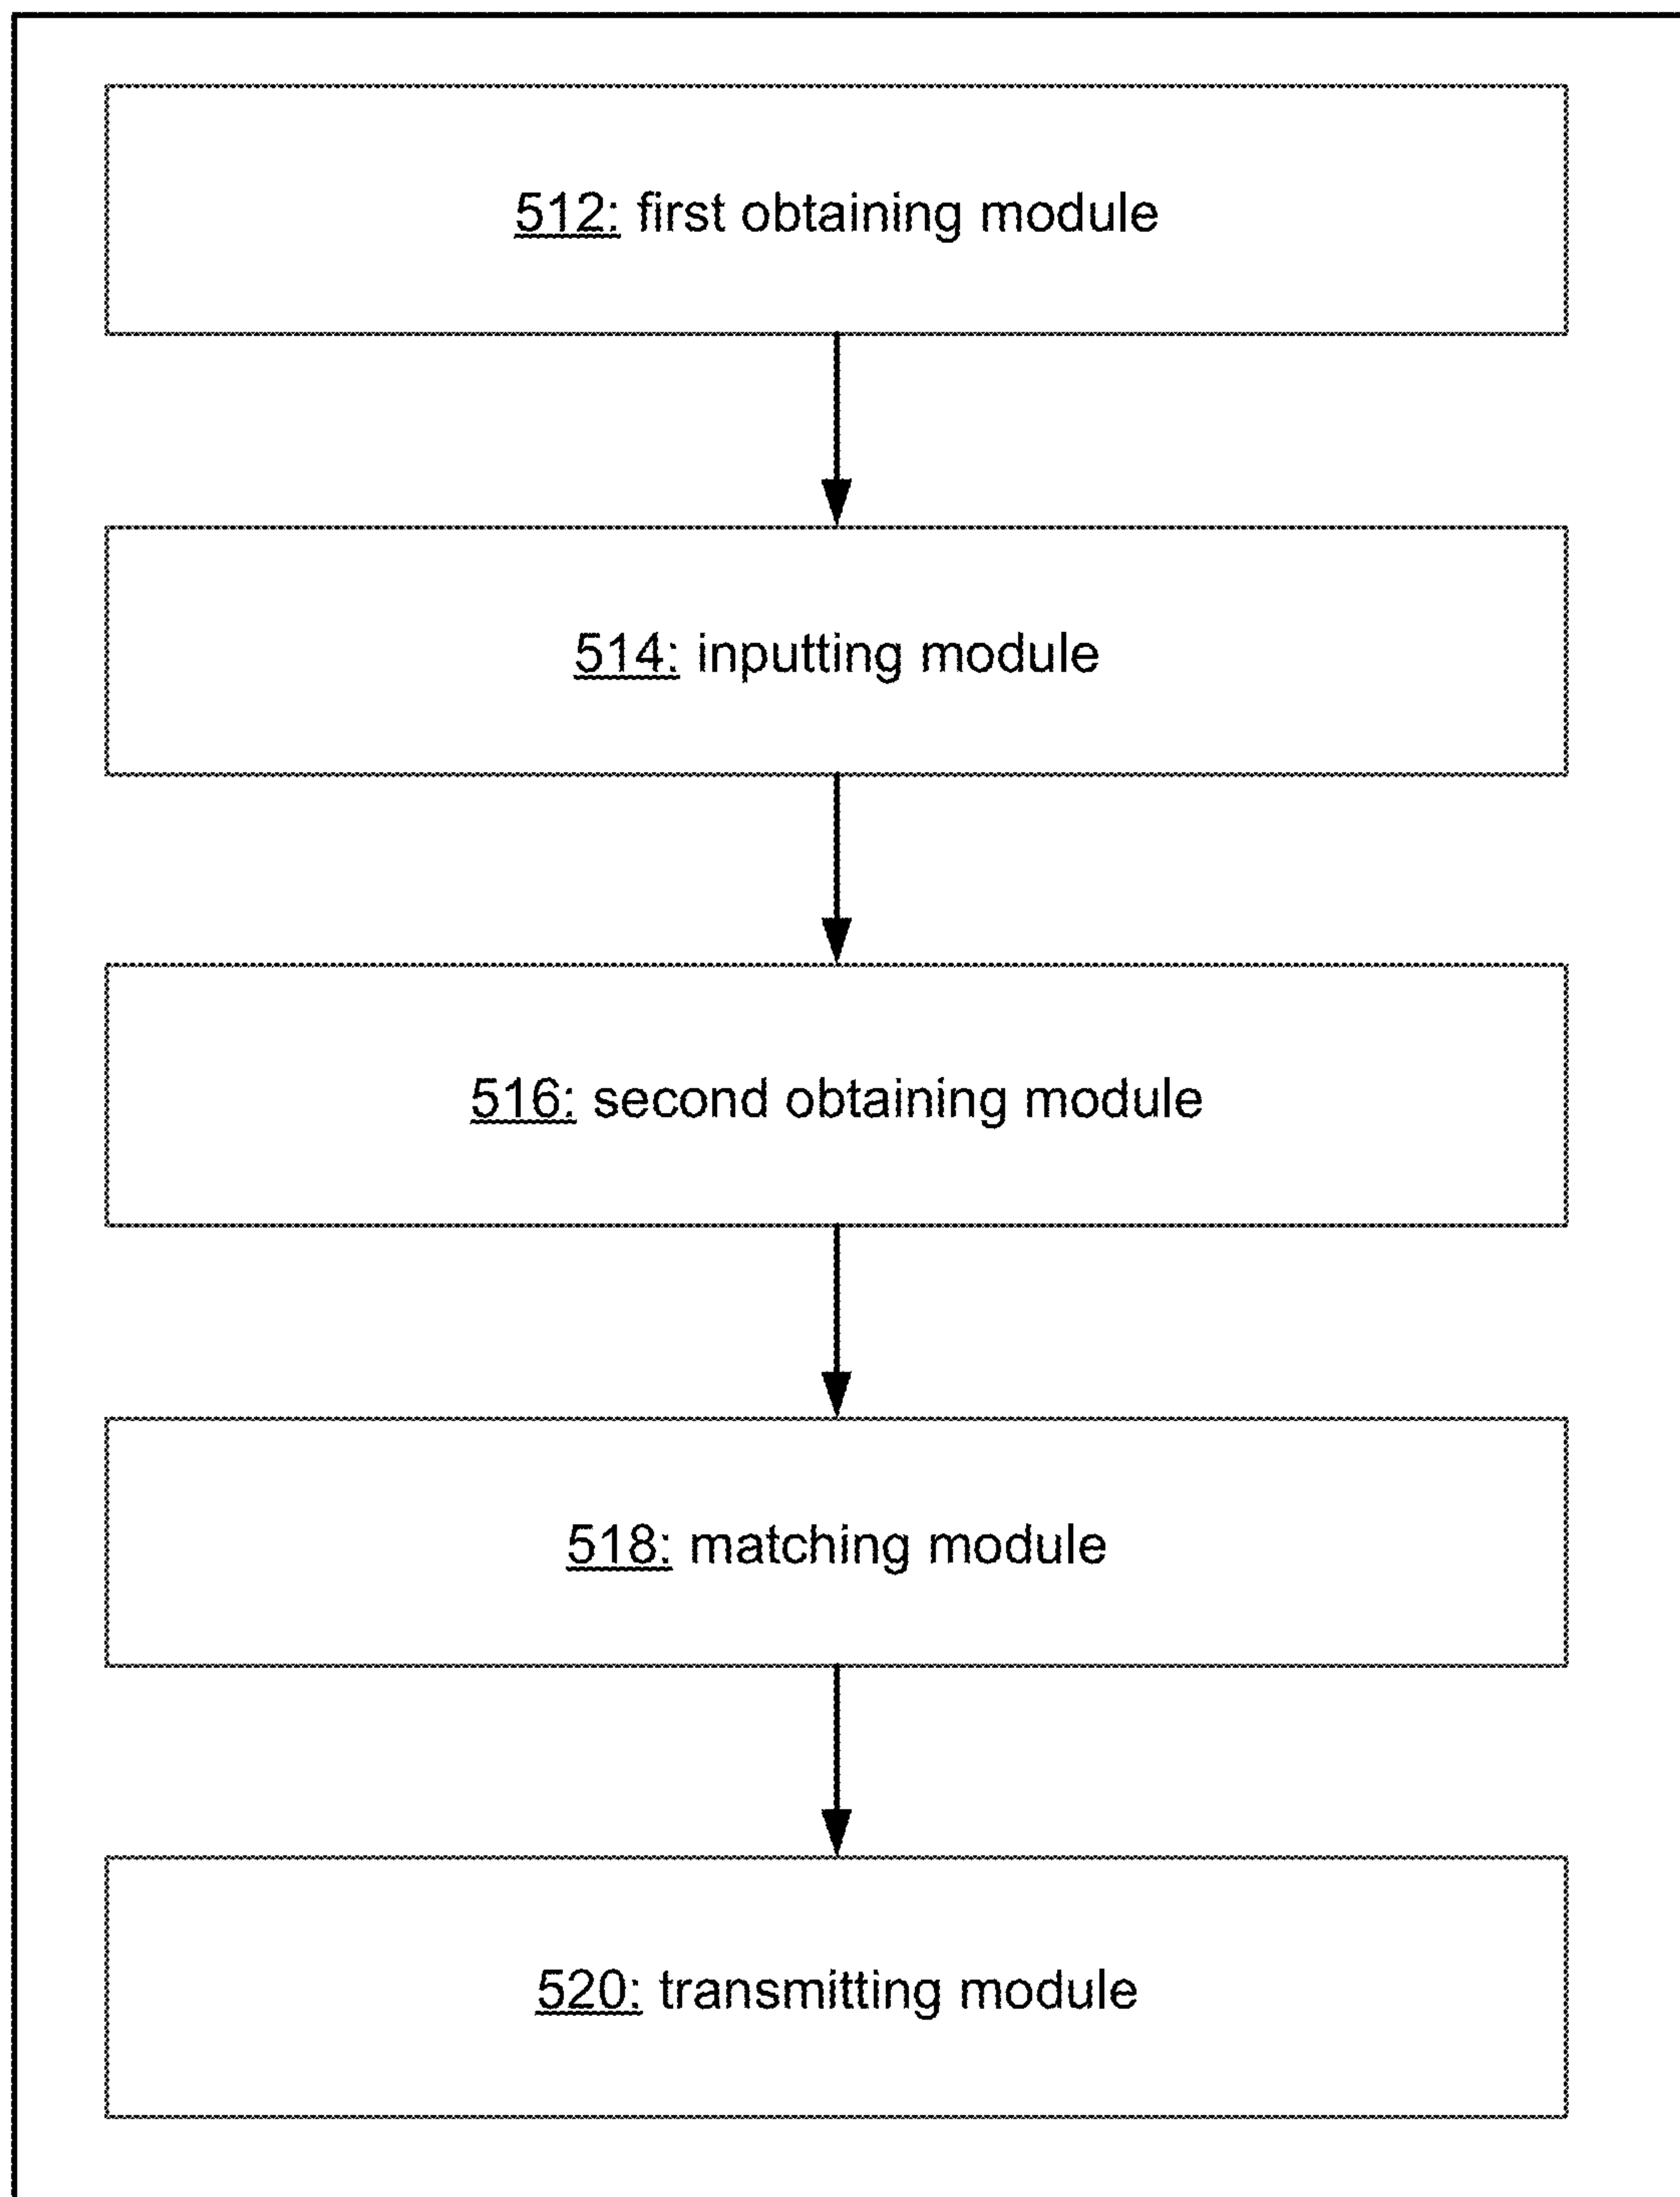 512: first obtaining module
514: inputting module
516: second obtaining module
518: matching module
520: transmitting module